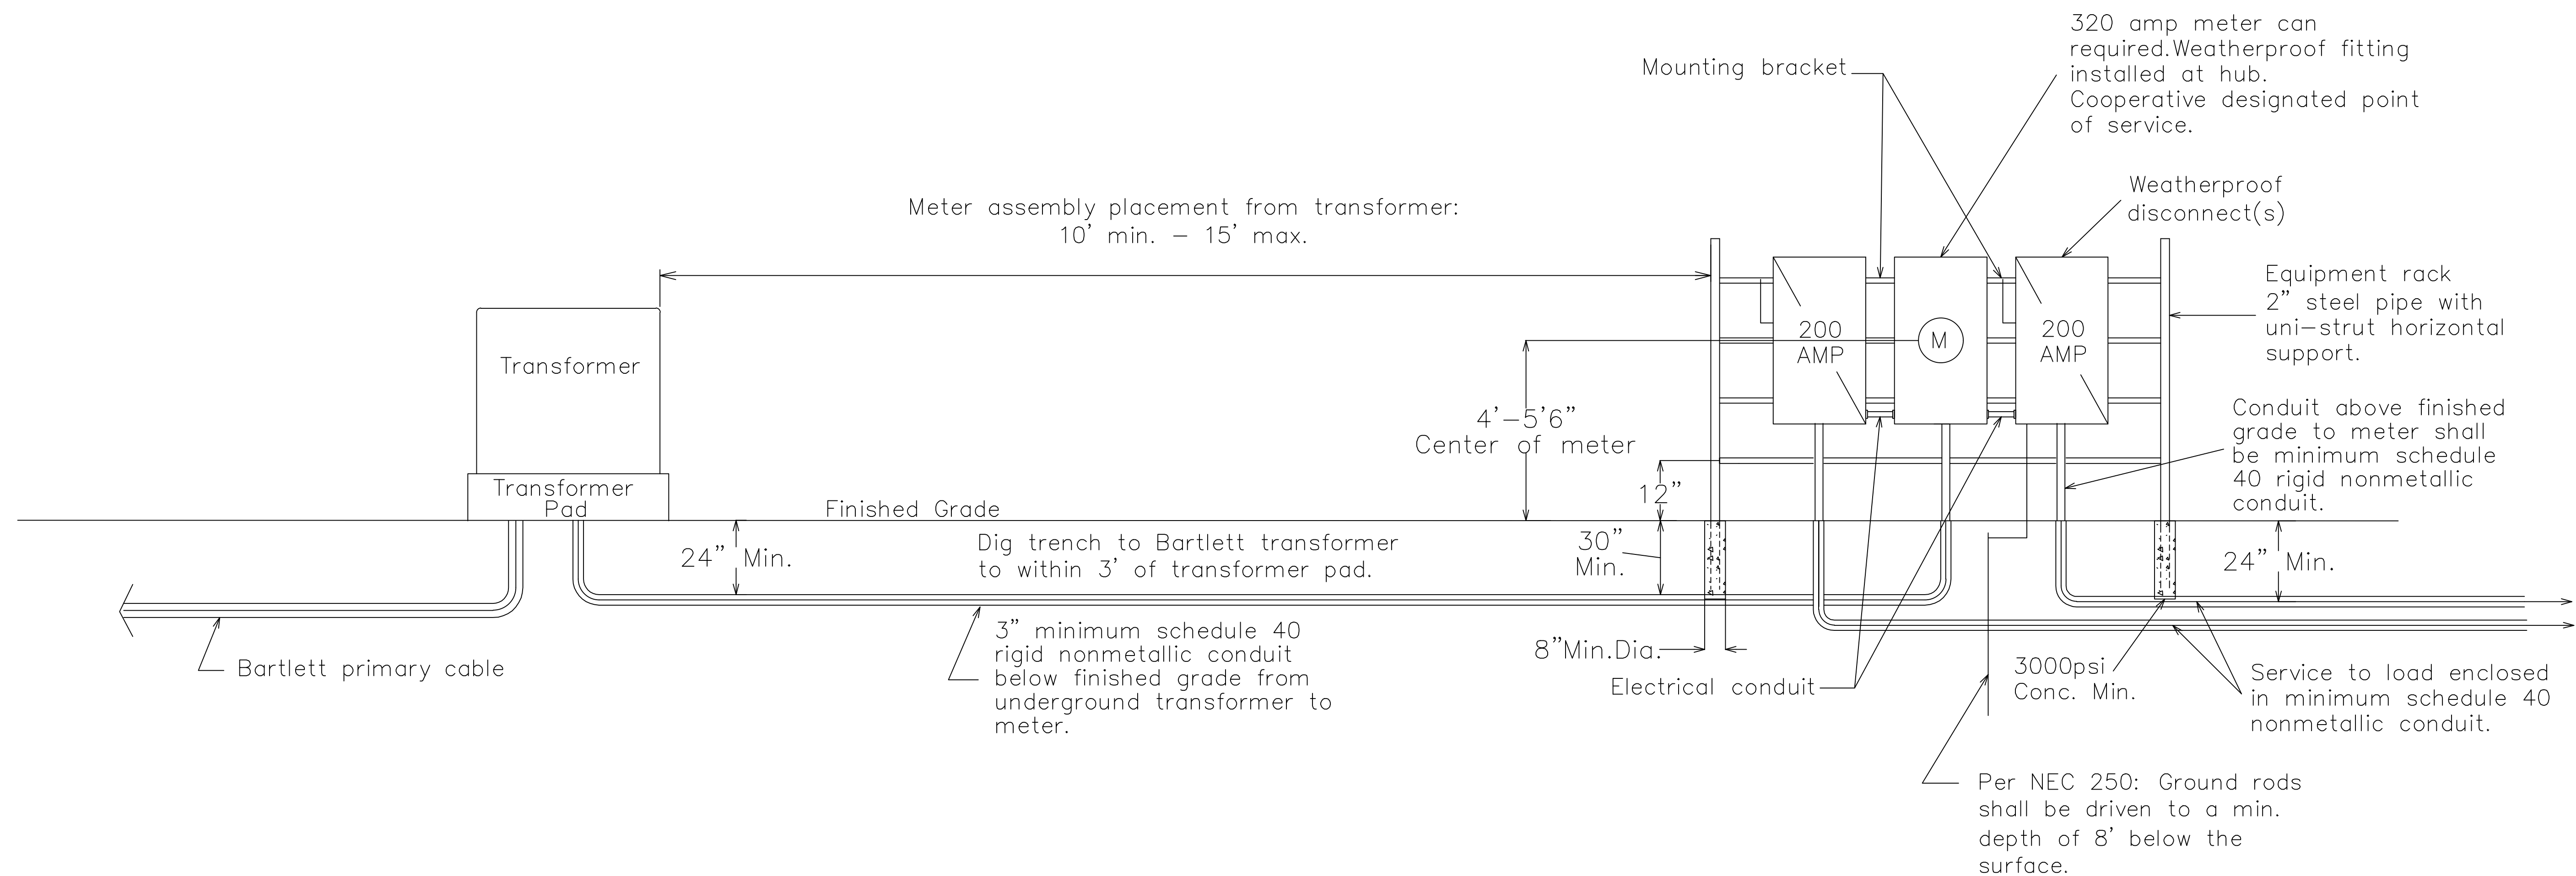 320 amp meter can
required.Weatherproof fitting
installed at hub.
Cooperative designated point
of service.
Mounting bracket
Weatherproof
disconnect(s)
Meter assembly placement from transformer:
10' min. – 15' max.
Equipment rack
2" steel pipe with
uni–strut horizontal
support.
Transformer
200
AMP
M
200
AMP
4'–5'6"
Center of meter
Conduit above finished
grade to meter shall
be minimum schedule
40 rigid nonmetallic
conduit.
Transformer
Pad
Finished Grade
12"
24" Min.
Dig trench to Bartlett transformer
to within 3' of transformer pad.
30"
Min.
24" Min.
Bartlett primary cable
3" minimum schedule 40
rigid nonmetallic conduit
below finished grade from
underground transformer to
meter.
8"Min.Dia.
Electrical conduit
3000psi
Conc. Min.
Service to load enclosed
in minimum schedule 40
nonmetallic conduit.
Per NEC 250: Ground rods
shall be driven to a min.
depth of 8' below the
surface.